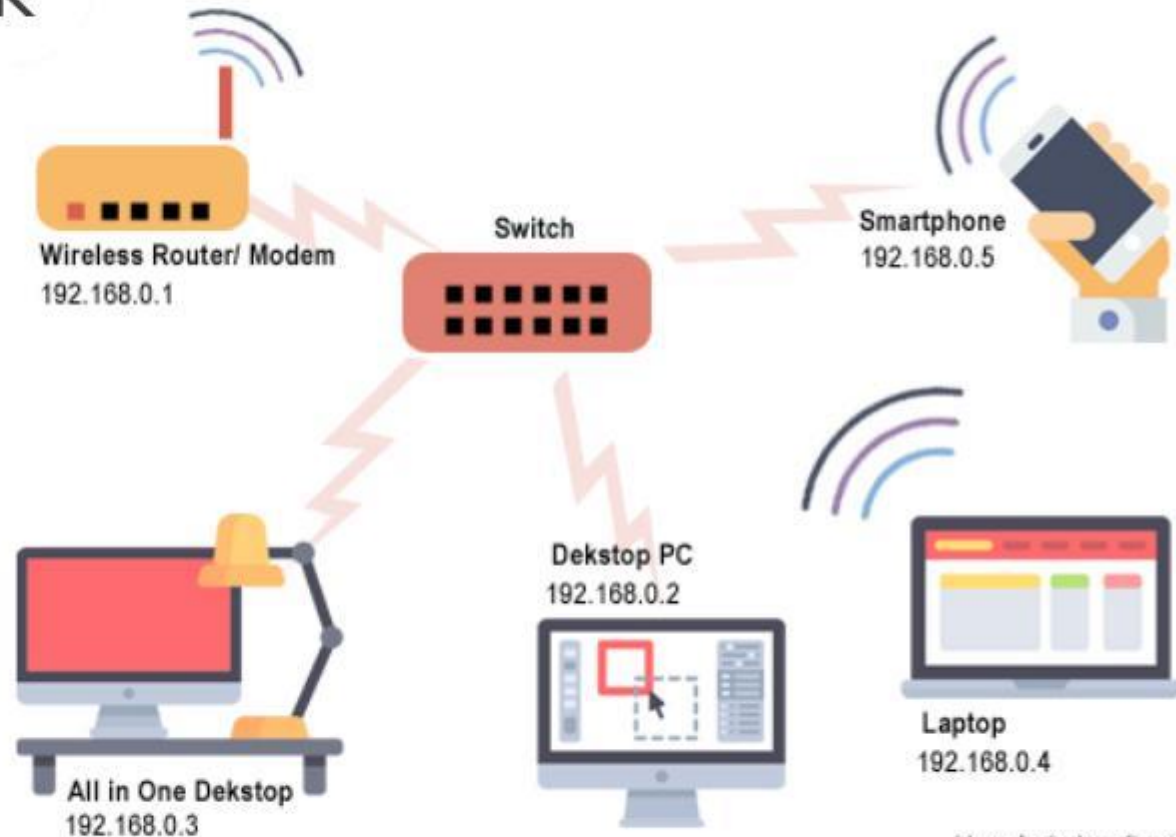 Wireless Router/ Modem
192.168.0.1
Switch
Smartphone
192.168.0.5
Dekstop PC
192.168.0.2
All in One Dekstop
192.168.0.3
Laptop
192.168.0.4